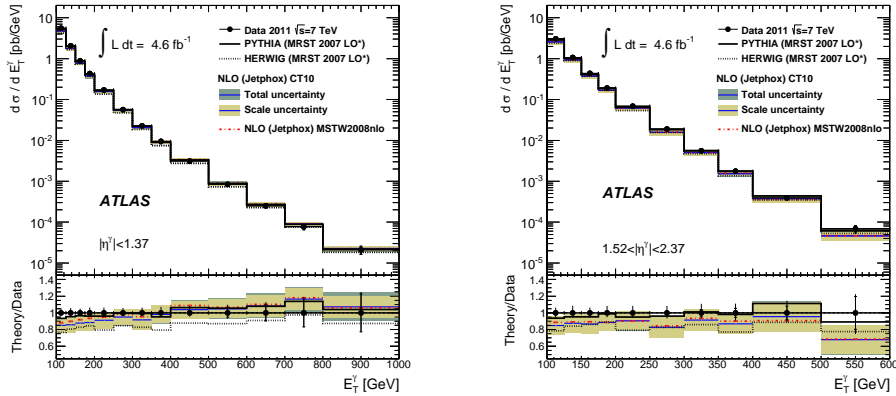 dσ / d E_T^γ [pb/GeV]
10
1
10⁻¹
10⁻²
10⁻³
10⁻⁴
10⁻⁵
∫ L dt = 4.6 fb⁻¹
Data 2011 √s=7 TeV
PYTHIA (MRST 2007 LO*)
HERWIG (MRST 2007 LO*)
NLO (Jetphox) CT10
Total uncertainty
Scale uncertainty
NLO (Jetphox) MSTW2008nlo
ATLAS
|η^γ|<1.37
Theory/Data
1.4
1.2
1
0.8
0.6
100 200 300 400 500 600 700 800 900 1000
E_T^γ [GeV]
dσ / d E_T^γ [pb/GeV]
10
1
10⁻¹
10⁻²
10⁻³
10⁻⁴
10⁻⁵
∫ L dt = 4.6 fb⁻¹
Data 2011 √s=7 TeV
PYTHIA (MRST 2007 LO*)
HERWIG (MRST 2007 LO*)
NLO (Jetphox) CT10
Total uncertainty
Scale uncertainty
NLO (Jetphox) MSTW2008nlo
ATLAS
1.52<|η^γ|<2.37
Theory/Data
1.4
1.2
1
0.8
0.6
100 150 200 250 300 350 400 450 500 550 600
E_T^γ [GeV]